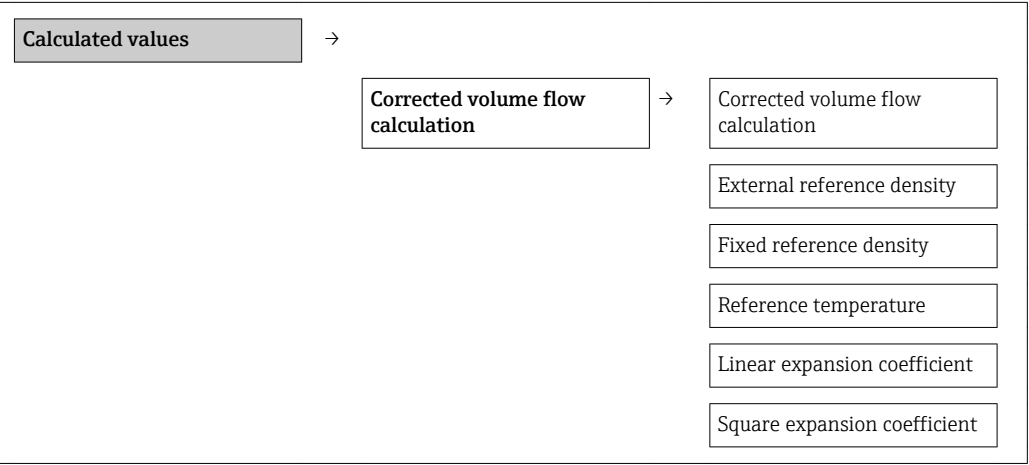 Calculated values →
Corrected volume flow
calculation
→
Corrected volume flow
calculation
External reference density
Fixed reference density
Reference temperature
Linear expansion coefficient
Square expansion coefficient